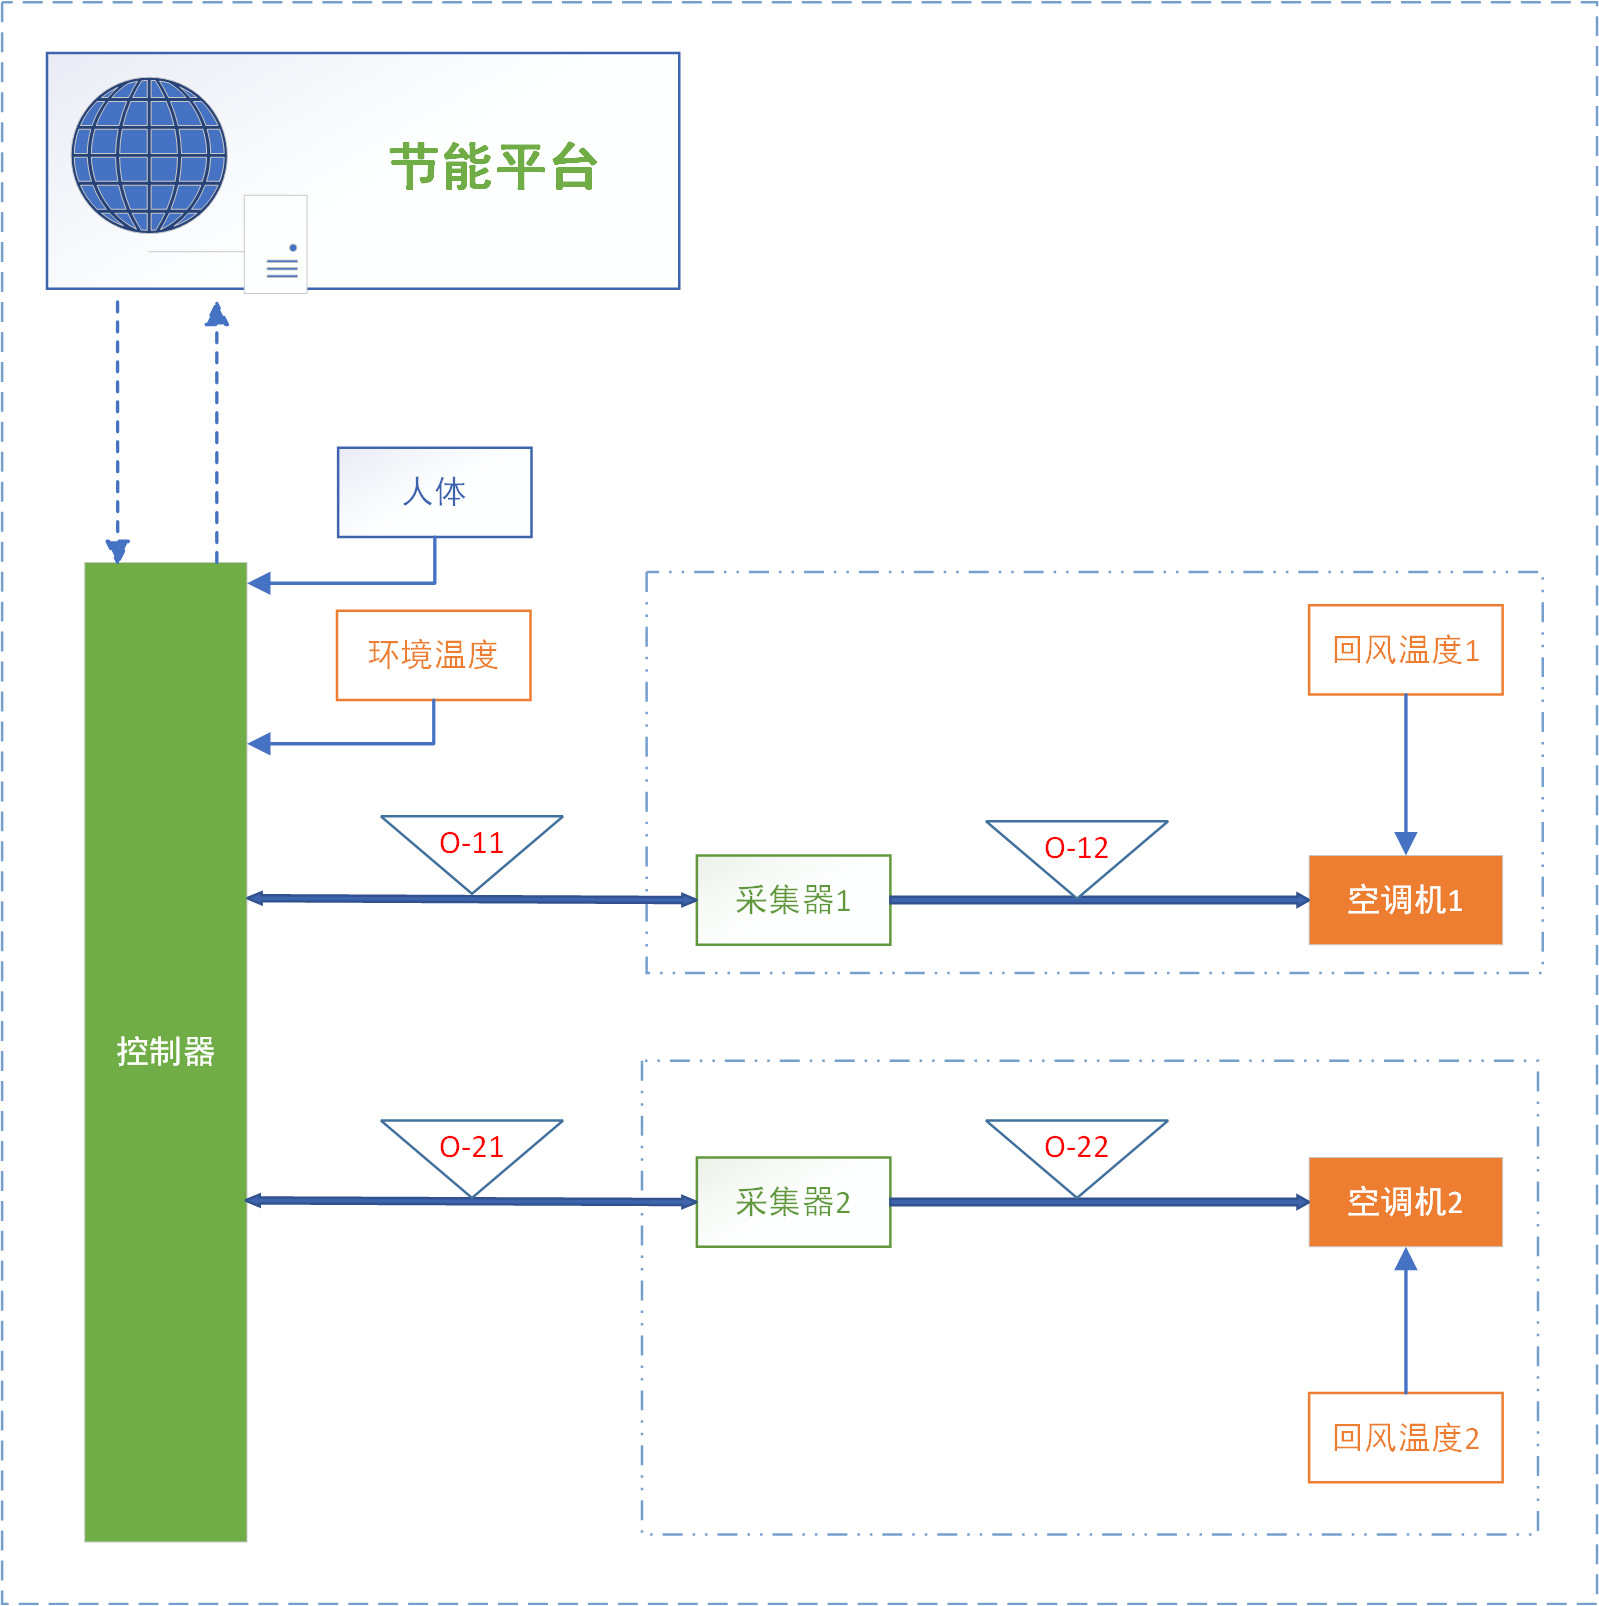 节能平台
人体
环境温度
回风温度1
O-11
O-12
采集器1
空调机1
控制器
O-21
O-22
采集器2
空调机2
回风温度2